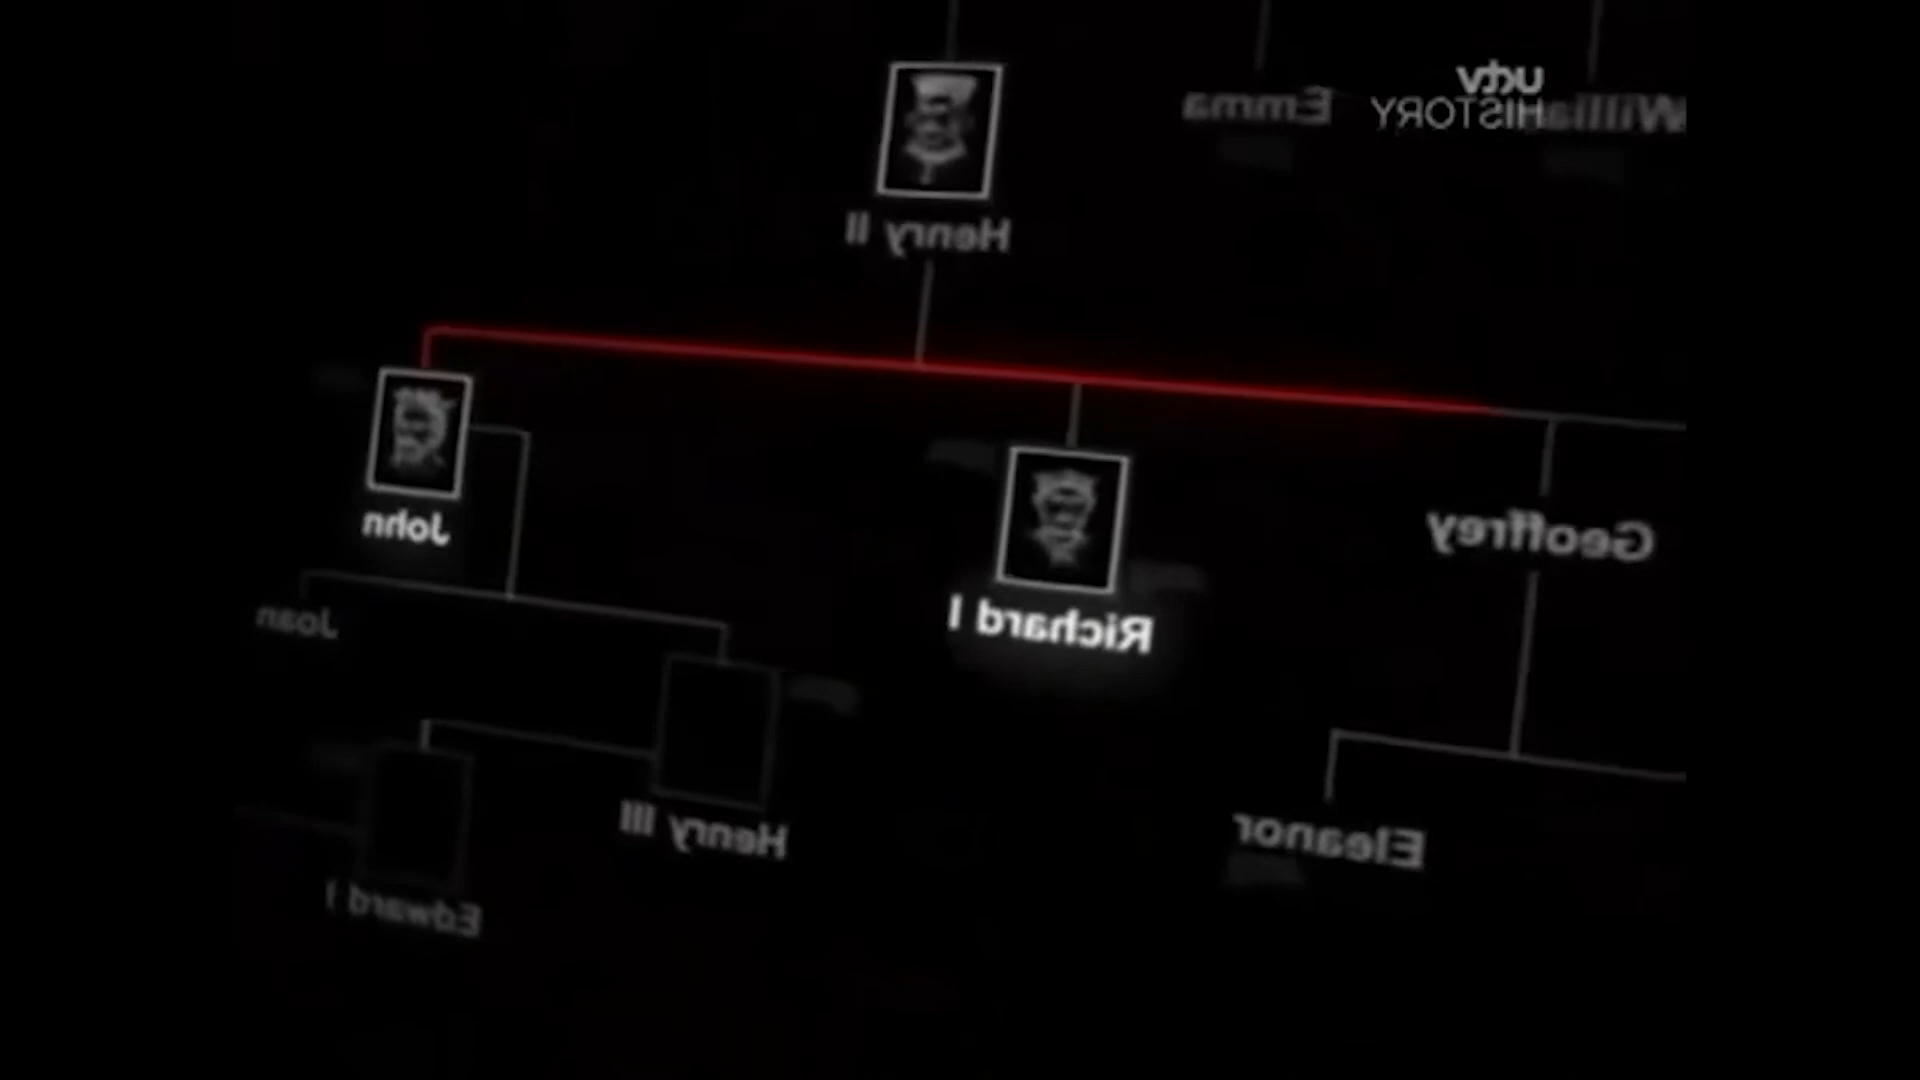 uktv
HISTORY
Emma
Henry II
John
Geoffrey
Richard I
Joan
Henry III
Eleanor
Edward I